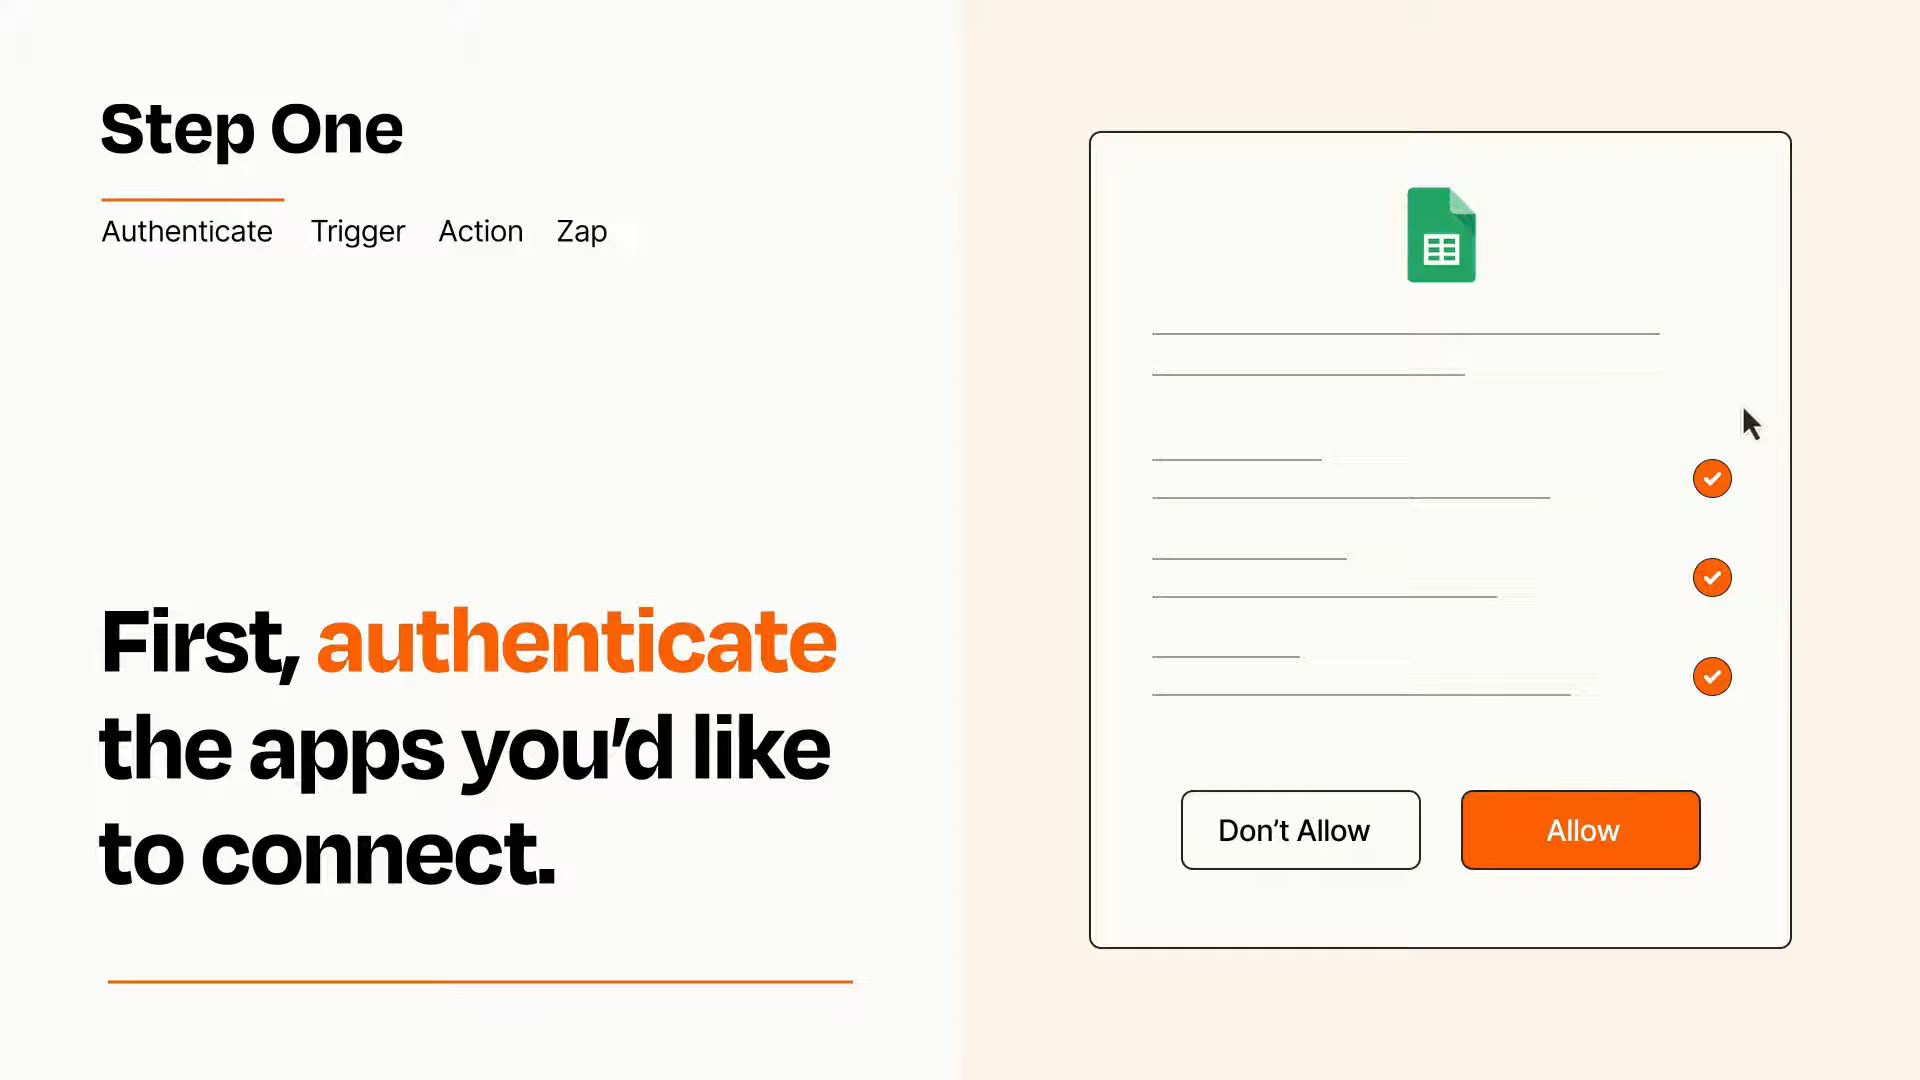 Step One
Authenticate Trigger Action Zap
First, authenticate
the apps you’d like
to connect.
Don’t Allow
Allow